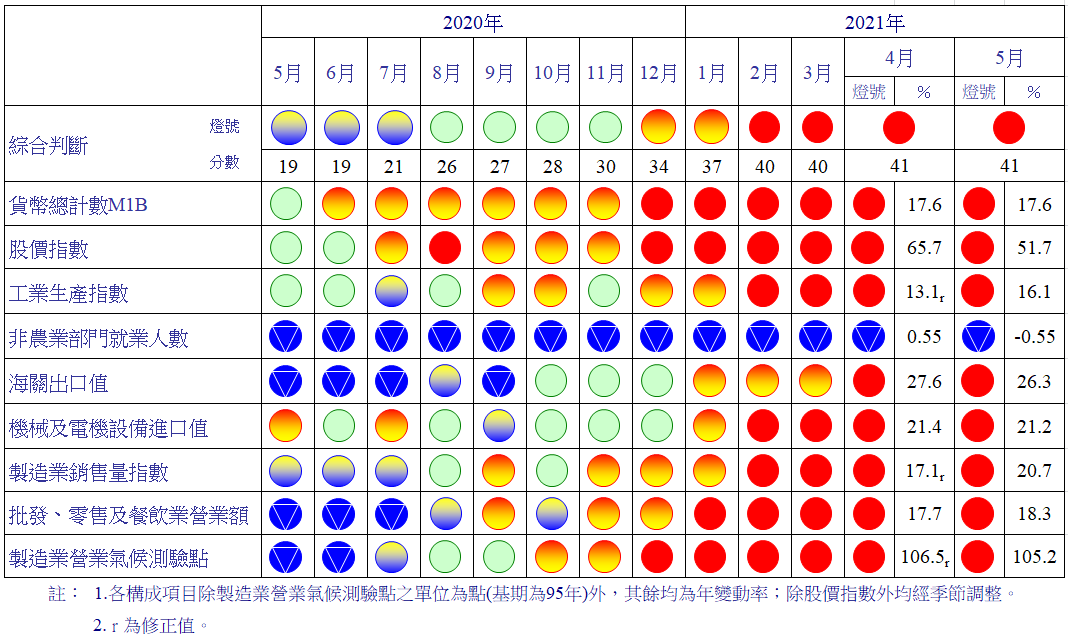 2020年 2021年
5月 6月 7月 8月 9月 10月 11月 12月 1月 2月 3月 4月 5月
燈號 % 燈號 %
綜合判斷 燈號
分數 19 19 21 26 27 28 30 34 37 40 40 41 41
貨幣總計數M1B 17.6 17.6
股價指數 65.7 51.7
工業生產指數 13.1r 16.1
非農業部門就業人數 0.55 -0.55
海關出口值 27.6 26.3
機械及電機設備進口值 21.4 21.2
製造業銷售量指數 17.1r 20.7
批發、零售及餐飲業營業額 17.7 18.3
製造業營業氣候測驗點 106.5r 105.2
註： 1.各構成項目除製造業營業氣候測驗點之單位為點(基期為95年)外，其餘均為年變動率；除股價指數外均經季節調整。
2. r 為修正值。